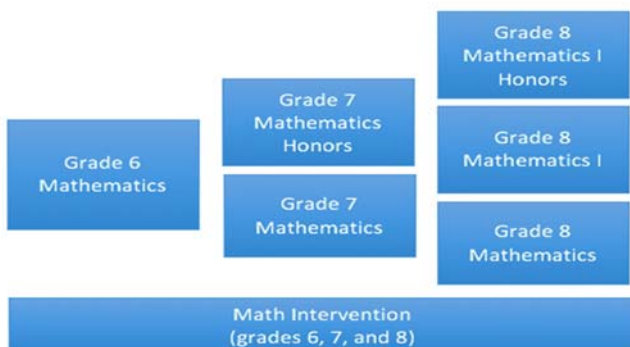 Grade 6
Mathematics
Grade 7
Mathematics
Honors
Grade 7
Mathematics
Grade 8
Mathematics I
Honors
Grade 8
Mathematics I
Grade 8
Mathematics
Math Intervention
(grades 6, 7, and 8)